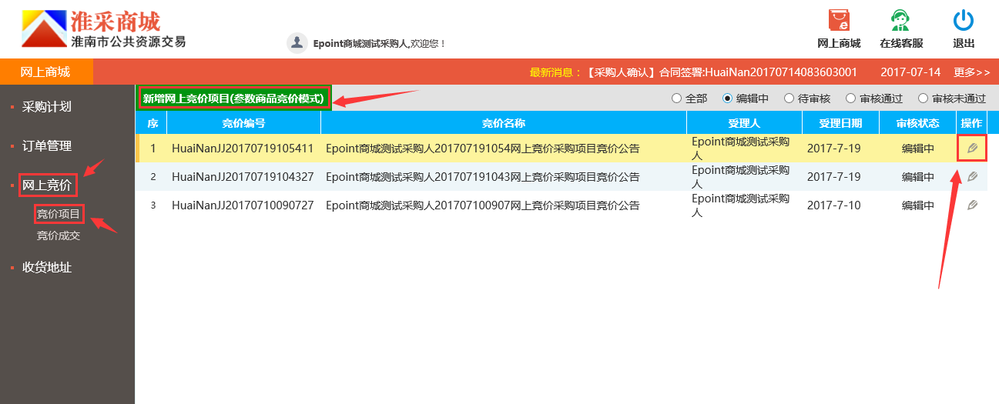 淮采商城
淮南市公共资源交易
Epoint商城测试采购人,欢迎您！
网上商城
在线客服
退出
网上商城
最新消息：【采购人确认】合同签署:HuaiNan20170714083603001 2017-07-14 更多>>
采购计划
订单管理
网上竞价
竞价项目
竞价成交
收货地址
新增网上竞价项目(参数商品竞价模式)
全部 编辑中 待审核 审核通过 审核未通过
序 竞价编号 竞价名称 受理人 受理日期 审核状态 操作
1 HuaiNanJJ20170719105411 Epoint商城测试采购人201707191054网上竞价采购项目竞价公告 Epoint商城测试采购人 2017-7-19 编辑中
2 HuaiNanJJ20170719104327 Epoint商城测试采购人201707191043网上竞价采购项目竞价公告 Epoint商城测试采购人 2017-7-19 编辑中
3 HuaiNanJJ20170710090727 Epoint商城测试采购人201707100907网上竞价采购项目竞价公告 Epoint商城测试采购人 2017-7-10 编辑中